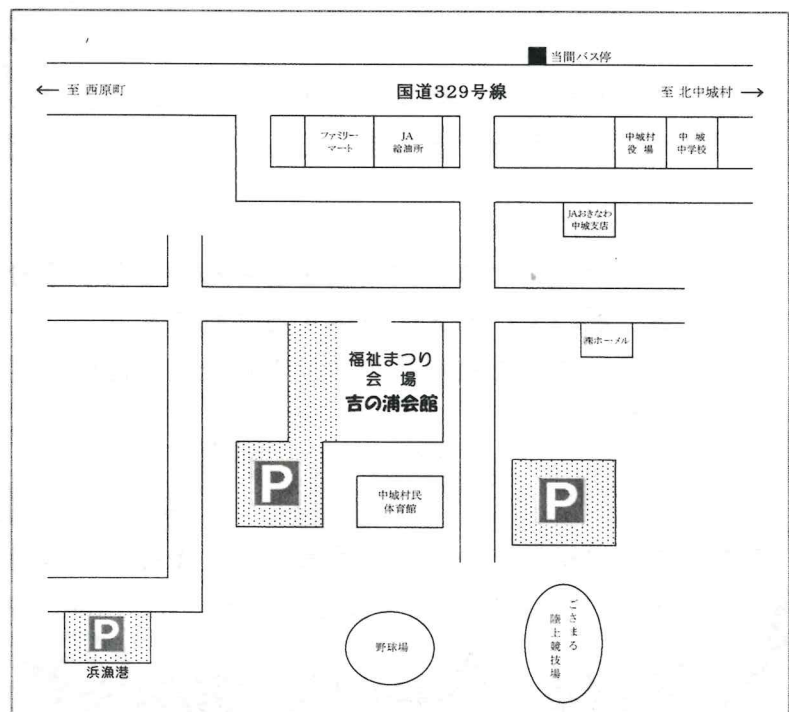 当間バス停
← 至 西原町
国道329号線
至 北中城村 →
ファミリー
マート
JA
給油所
中城村
役 場
中 城
中学校
JAおきなわ
中城支店
㈱ホー・メル
福祉まつり
会 場
吉の浦会館
P
中城村民
体育館
P
P
浜漁港
野球場
ごさまる
陸上競技場